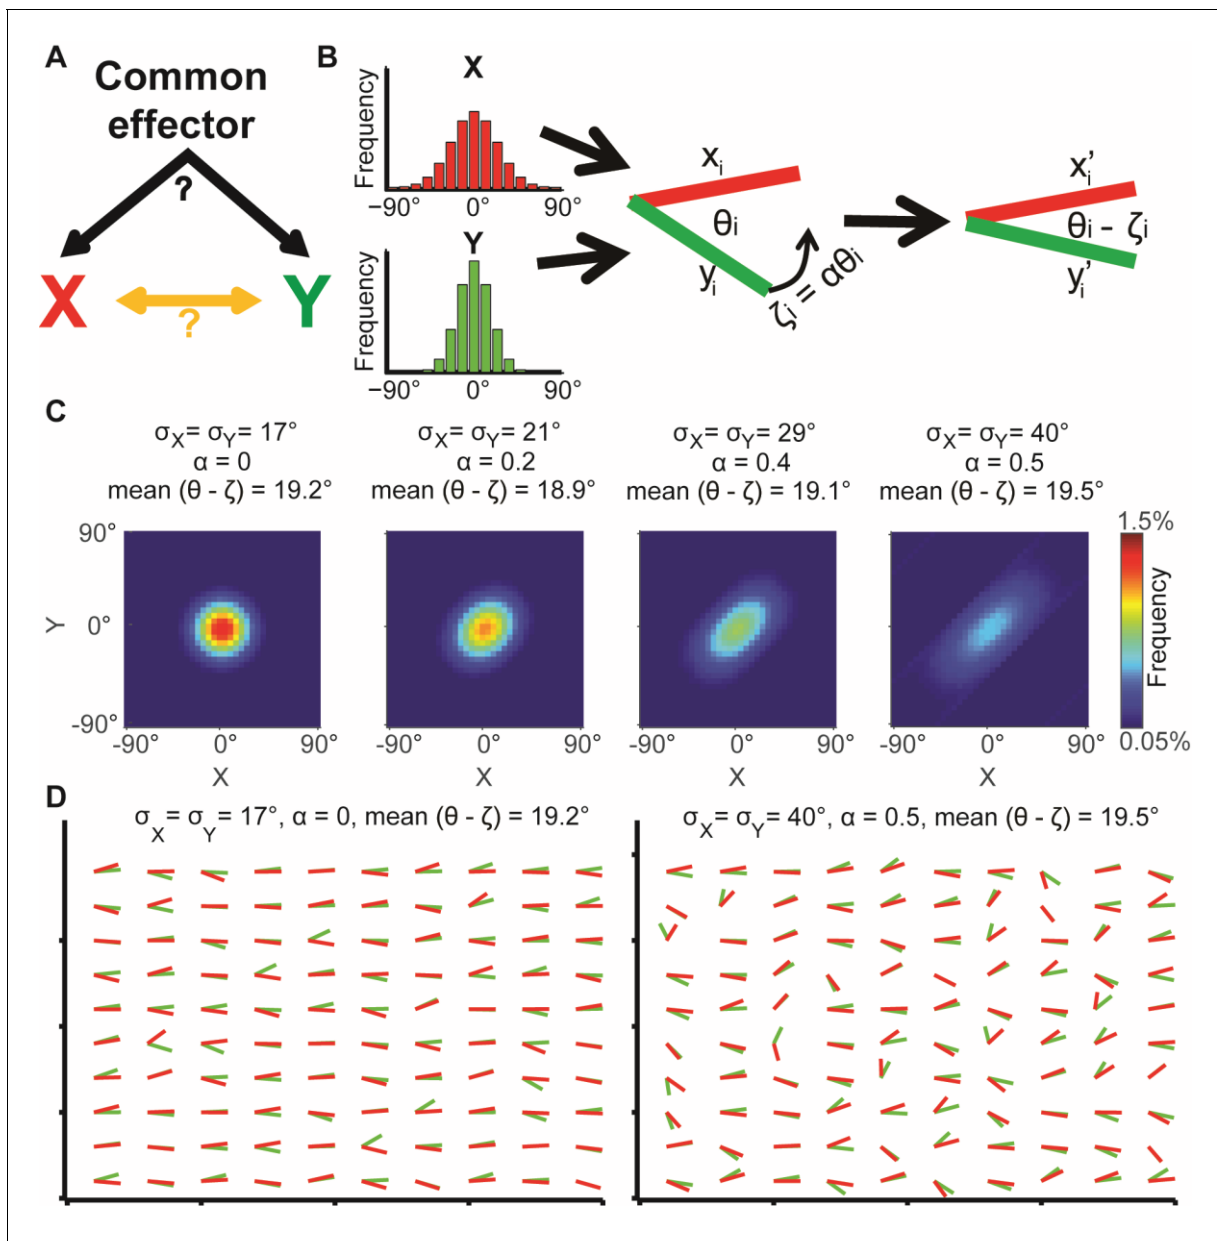 A
Common
effector
?
X
?
Y
B
X
Frequency
−90°
0°
90°
Y
Frequency
−90°
0°
90°
xᵢ
θᵢ
yᵢ
ζᵢ = αθᵢ
xᵢ'
θᵢ - ζᵢ
yᵢ'
C
σX= σY= 17°
α = 0
mean (θ - ζ) = 19.2°
σX= σY= 21°
α = 0.2
mean (θ - ζ) = 18.9°
σX= σY= 29°
α = 0.4
mean (θ - ζ) = 19.1°
σX= σY= 40°
α = 0.5
mean (θ - ζ) = 19.5°
90°
Y
0°
-90°
-90°
0°
90°
X
-90°
0°
90°
X
-90°
0°
90°
X
-90°
0°
90°
X
1.5%
Frequency
0.05%
D
σX= σY= 17°, α = 0, mean (θ - ζ) = 19.2°
σX= σY= 40°, α = 0.5, mean (θ - ζ) = 19.5°